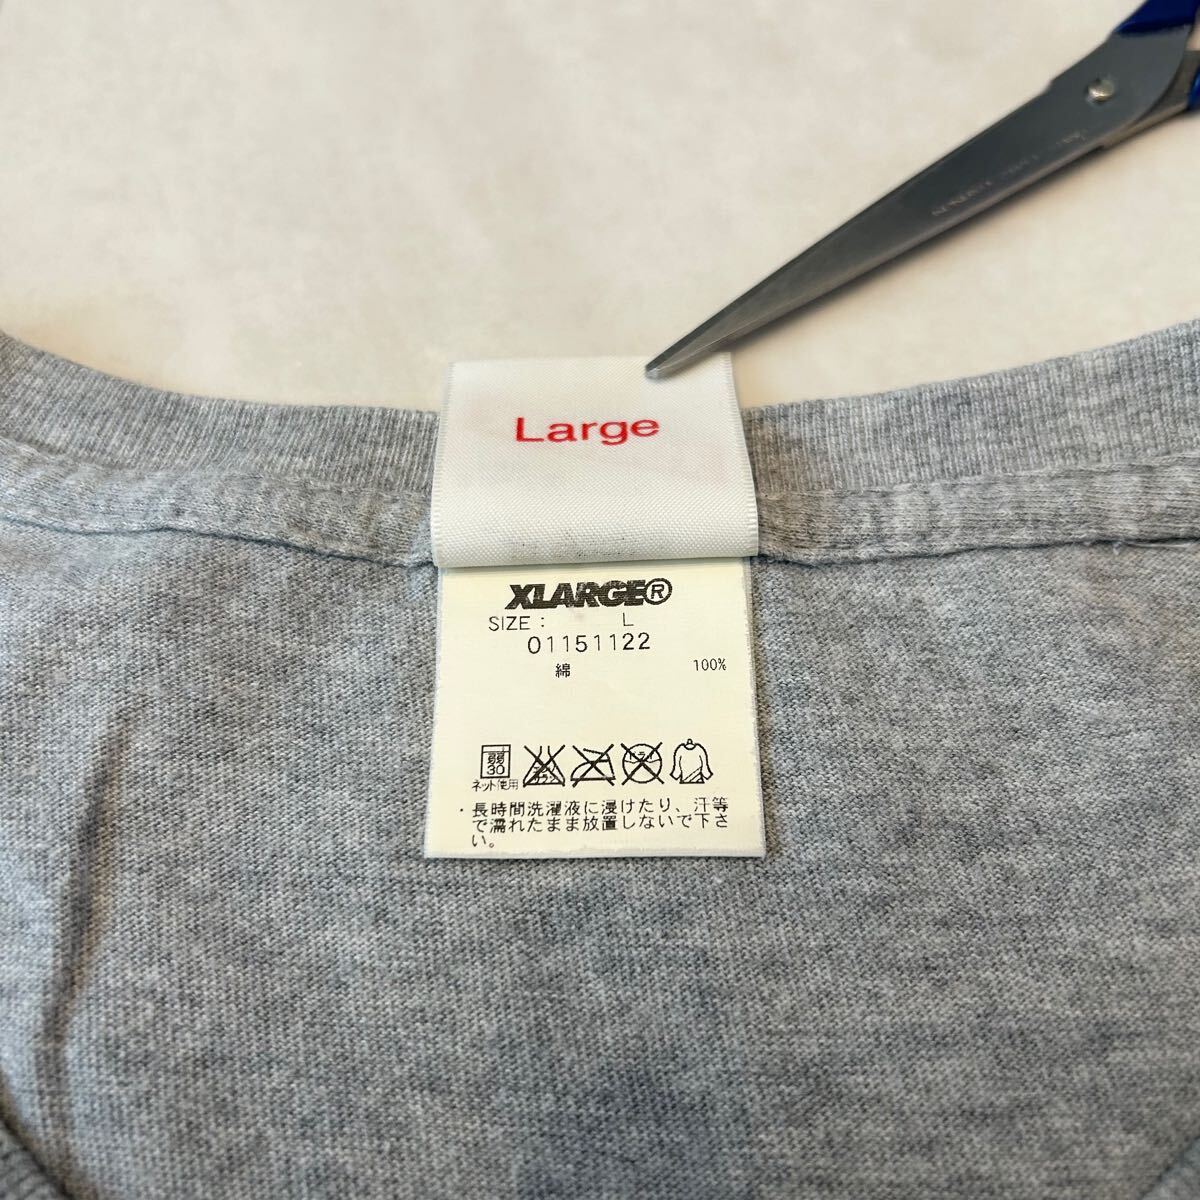 Large
XLARGE®
SIZE : L
01151122
綿 100%
弱
30
ネット使用
・長時間洗濯液に浸けたり、汗等
で濡れたまま放置しないで下さ
い。